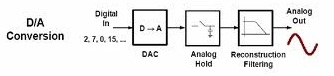 D/A
Conversion
Digital
In
2, 7, 0, 15, ...
D → A
DAC
Analog
Hold
Reconstruction
Filtering
Analog
Out